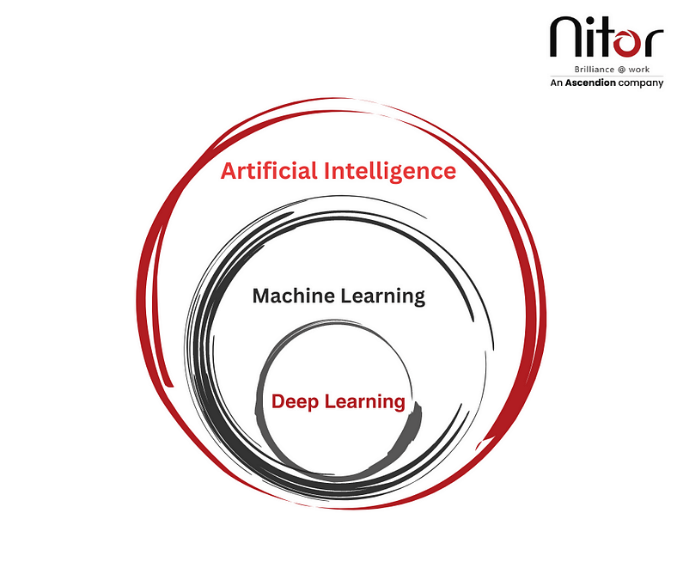 Nitor
Brilliance @ work
An Ascendion company
Artificial Intelligence
Machine Learning
Deep Learning